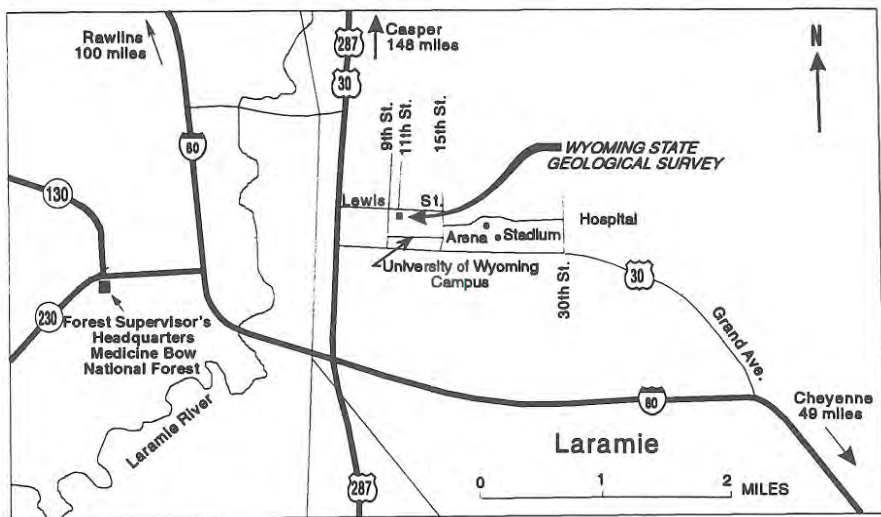 Rawlins
100 miles
287
Casper
148 miles
30
N
9th St.
11th St.
15th St.
WYOMING STATE
GEOLOGICAL SURVEY
80
130
Lewis St.
Hospital
Arena
Stadium
University of Wyoming
Campus
30th St.
30
230
Forest Supervisor's
Headquarters
Medicine Bow
National Forest
Grand Ave.
Laramie River
80
Cheyenne
49 miles
Laramie
287
0 1 2
MILES